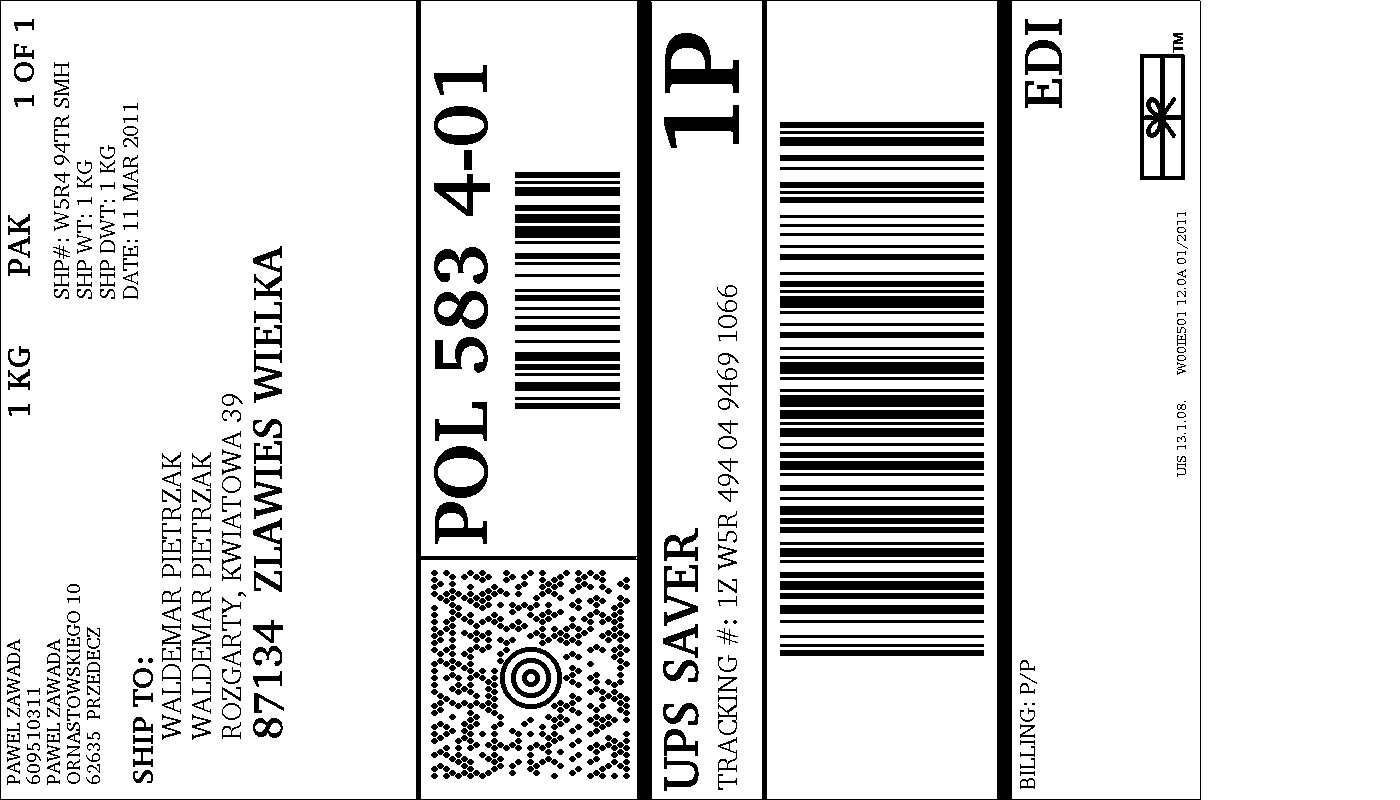 PAWEL ZAWADA
609510311
PAWEL ZAWADA
ORNASTOWSKIEGO 10
62635 PRZEDECZ
1 KG PAK 1 OF 1
SHP#: W5R4 94TR SMH
SHP WT: 1 KG
SHP DWT: 1 KG
DATE: 11 MAR 2011
SHIP TO:
WALDEMAR PIETRZAK
WALDEMAR PIETRZAK
ROZGARTY, KWIATOWA 39
87134 ZLAWIES WIELKA
POL 583 4-01
UPS SAVER
TRACKING #: 1Z W5R 494 04 9469 1066
1P
BILLING: P/P
EDI
TM
UIS 13.1.08. W00IE501 12.0A 01/2011